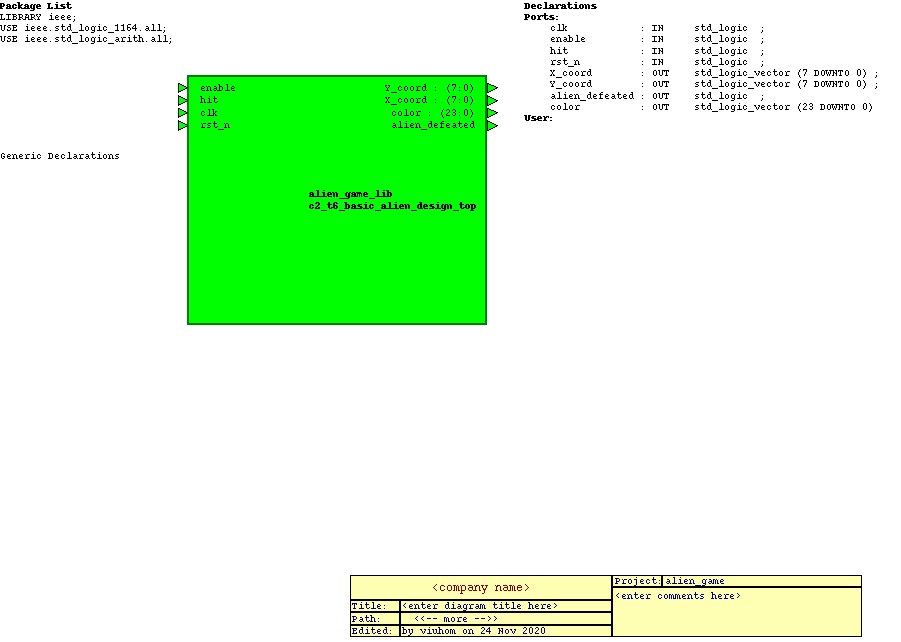 Package List
LIBRARY ieee;
USE ieee.std_logic_1164.all;
USE ieee.std_logic_arith.all;
Declarations
Ports:
clk : IN std_logic ;
enable : IN std_logic ;
hit : IN std_logic ;
rst_n : IN std_logic ;
X_coord : OUT std_logic_vector (7 DOWNTO 0) ;
Y_coord : OUT std_logic_vector (7 DOWNTO 0) ;
alien_defeated : OUT std_logic ;
color : OUT std_logic_vector (23 DOWNTO 0)
User:
enable Y_coord : (7:0)
hit X_coord : (7:0)
clk color : (23:0)
rst_n alien_defeated
Generic Declarations
alien_game_lib
c2_t6_basic_alien_design_top
<company name>
Project: alien_game
<enter comments here>
Title: <enter diagram title here>
Path: <<-- more -->>
Edited: by viuhom on 24 Nov 2020